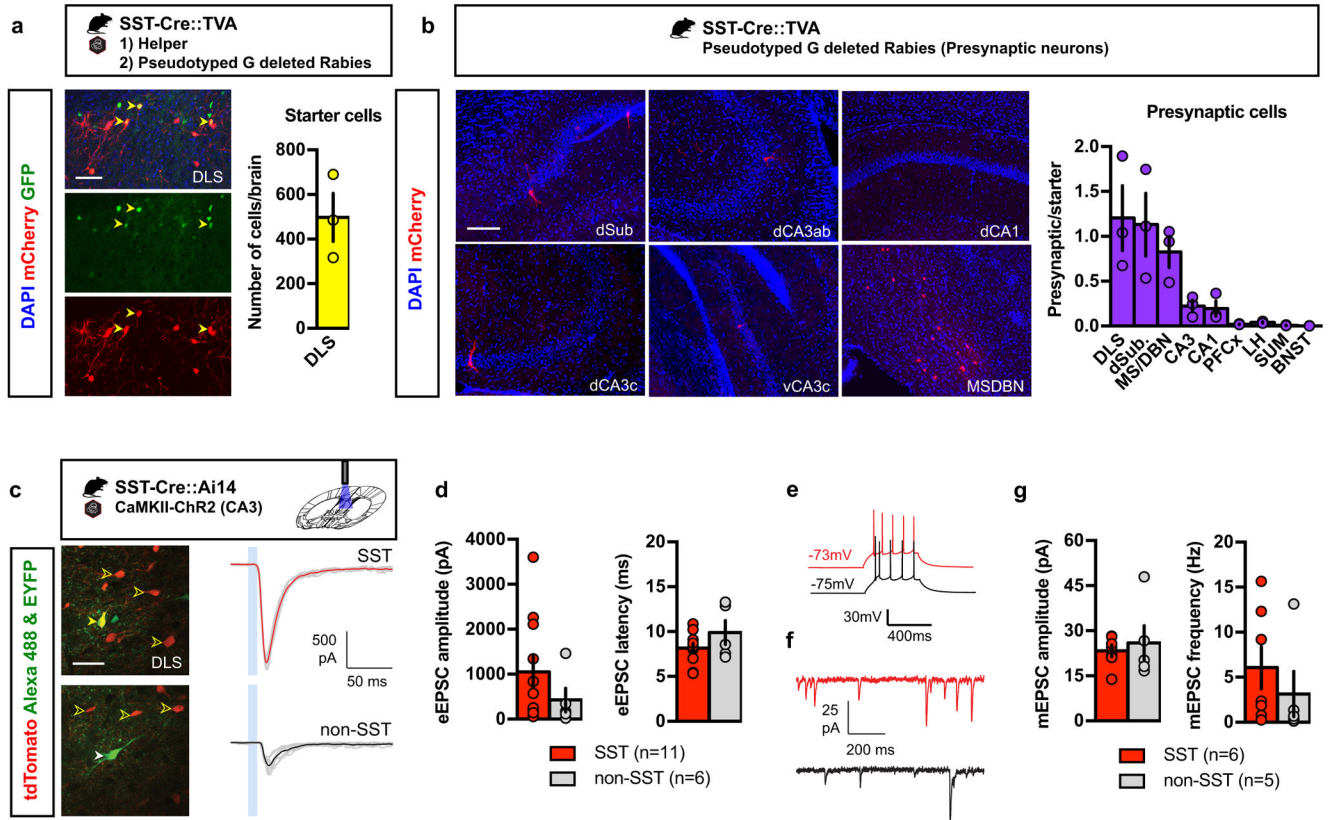 a
SST-Cre::TVA
1) Helper
2) Pseudotyped G deleted Rabies
DAPI mCherry GFP
DLS
Starter cells
Number of cells/brain
800
600
400
200
0
DLS
b
SST-Cre::TVA
Pseudotyped G deleted Rabies (Presynaptic neurons)
DAPI mCherry
dSub
dCA3ab
dCA1
dCA3c
vCA3c
MSDBN
Presynaptic cells
Presynaptic/starter
2.0
1.5
1.0
0.5
0.0
DLS
dSub.
MS/DBN
CA3
CA1
PFCx
LH
SUM
BNST
c
SST-Cre::Ai14
CaMKII-ChR2 (CA3)
tdTomato Alexa 488 & EYFP
DLS
SST
500
pA
50 ms
non-SST
d
eEPSC amplitude (pA)
4000
3000
2000
1000
0
eEPSC latency (ms)
20
15
10
5
0
SST (n=11)
non-SST (n=6)
e
-73mV
-75mV
30mV
400ms
f
25
pA
200 ms
g
mEPSC amplitude (pA)
60
45
30
15
0
mEPSC frequency (Hz)
20
15
10
5
0
SST (n=6)
non-SST (n=5)